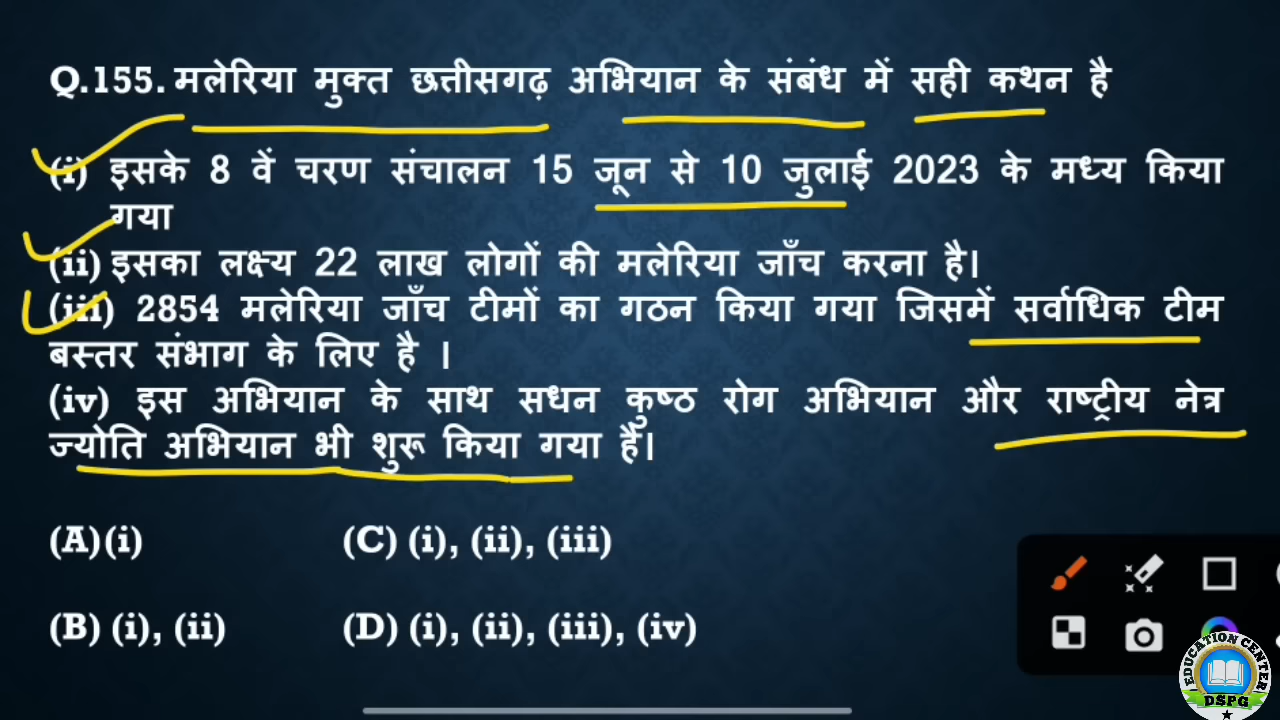 Q.155. मलेरिया मुक्त छत्तीसगढ़ अभियान के संबंध में सही कथन है
(i) इसके 8 वें चरण संचालन 15 जून से 10 जुलाई 2023 के मध्य किया
गया
(ii) इसका लक्ष्य 22 लाख लोगों की मलेरिया जाँच करना है।
(iii) 2854 मलेरिया जाँच टीमों का गठन किया गया जिसमें सर्वाधिक टीम
बस्तर संभाग के लिए है ।
(iv) इस अभियान के साथ सधन कुष्ठ रोग अभियान और राष्ट्रीय नेत्र
ज्योति अभियान भी शुरू किया गया है।
(A)(i) (C) (i), (ii), (iii)
(B) (i), (ii) (D) (i), (ii), (iii), (iv)
EDUCATION CENTER
DSPG